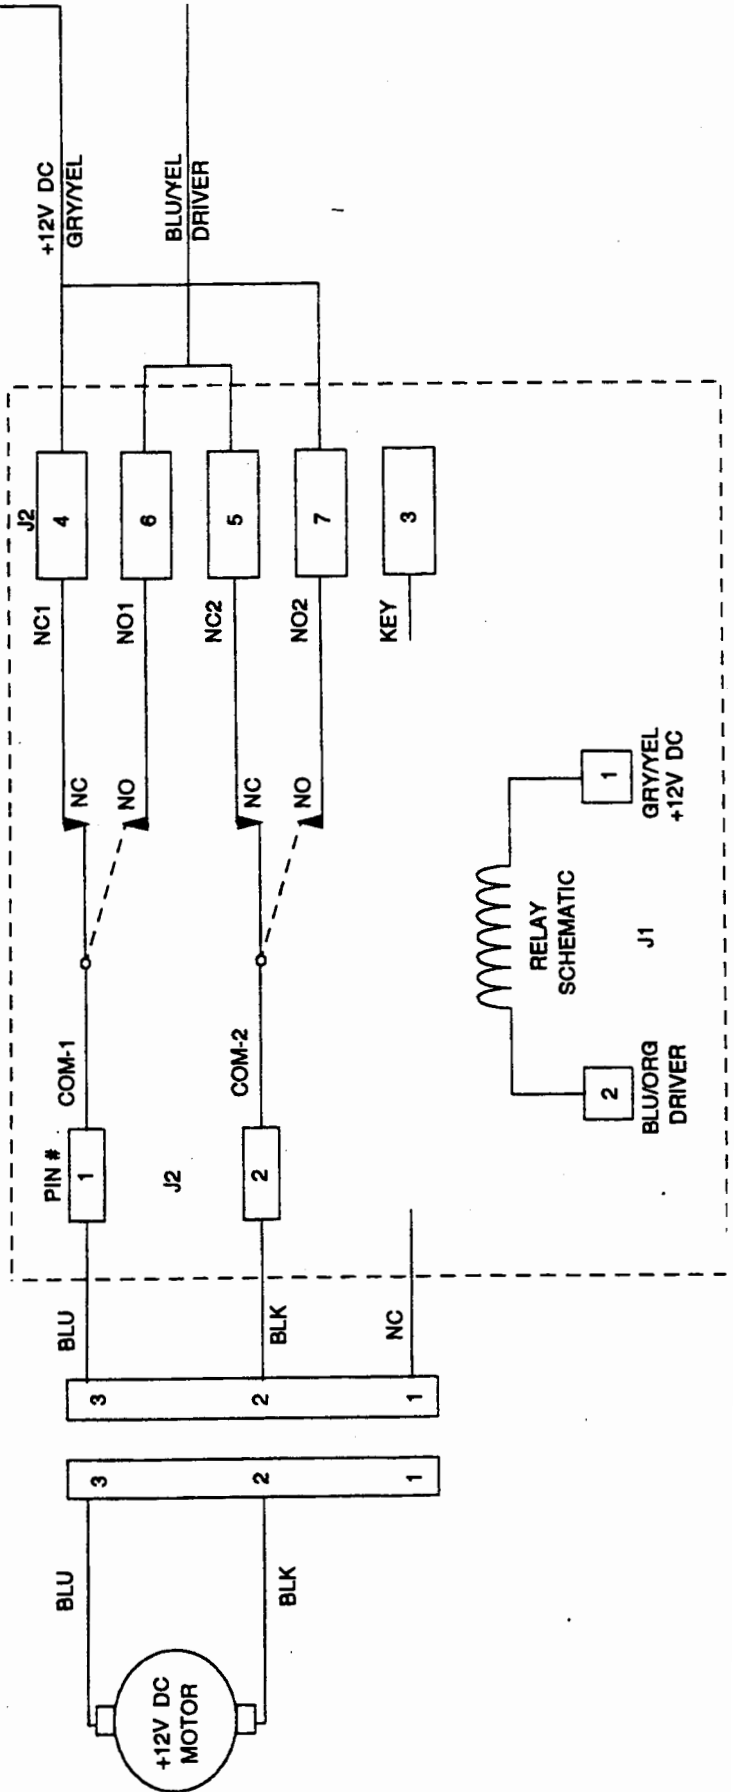 +12V DC
GRY/YEL
BLU/YEL
DRIVER
J2
4
6
5
7
3
NC1
NO1
NC2
NO2
KEY
NC
NO
NC
NO
COM-1
COM-2
PIN #
1
J2
2
RELAY
SCHEMATIC
1
GRY/YEL
+12V DC
J1
2
BLU/ORG
DRIVER
BLU
BLK
NC
3
2
1
3
2
1
BLU
BLK
+12V DC
MOTOR